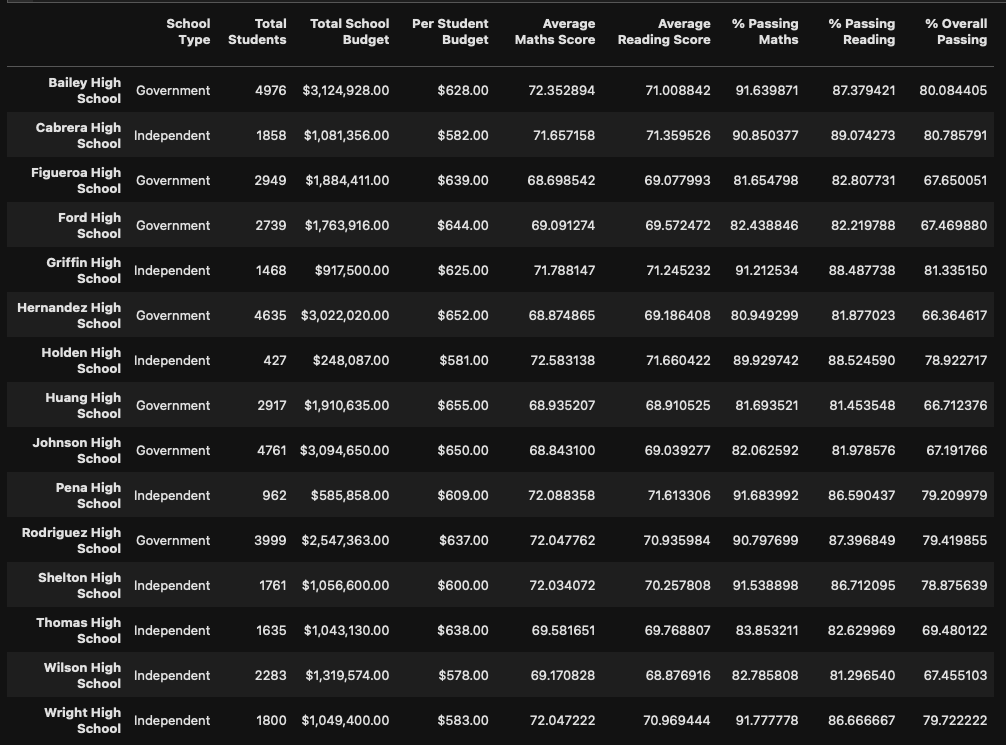 School Type Total Students Total School Budget Per Student Budget Average Maths Score Average Reading Score % Passing Maths % Passing Reading % Overall Passing
Bailey High School Government 4976 $3,124,928.00 $628.00 72.352894 71.008842 91.639871 87.379421 80.084405
Cabrera High School Independent 1858 $1,081,356.00 $582.00 71.657158 71.359526 90.850377 89.074273 80.785791
Figueroa High School Government 2949 $1,884,411.00 $639.00 68.698542 69.077993 81.654798 82.807731 67.650051
Ford High School Government 2739 $1,763,916.00 $644.00 69.091274 69.572472 82.438846 82.219788 67.469880
Griffin High School Independent 1468 $917,500.00 $625.00 71.788147 71.245232 91.212534 88.487738 81.335150
Hernandez High School Government 4635 $3,022,020.00 $652.00 68.874865 69.186408 80.949299 81.877023 66.364617
Holden High School Independent 427 $248,087.00 $581.00 72.583138 71.660422 89.929742 88.524590 78.922717
Huang High School Government 2917 $1,910,635.00 $655.00 68.935207 68.910525 81.693521 81.453548 66.712376
Johnson High School Government 4761 $3,094,650.00 $650.00 68.843100 69.039277 82.062592 81.978576 67.191766
Pena High School Independent 962 $585,858.00 $609.00 72.088358 71.613306 91.683992 86.590437 79.209979
Rodriguez High School Government 3999 $2,547,363.00 $637.00 72.047762 70.935984 90.797699 87.396849 79.419855
Shelton High School Independent 1761 $1,056,600.00 $600.00 72.034072 70.257808 91.538898 86.712095 78.875639
Thomas High School Independent 1635 $1,043,130.00 $638.00 69.581651 69.768807 83.853211 82.629969 69.480122
Wilson High School Independent 2283 $1,319,574.00 $578.00 69.170828 68.876916 82.785808 81.296540 67.455103
Wright High School Independent 1800 $1,049,400.00 $583.00 72.047222 70.969444 91.777778 86.666667 79.722222